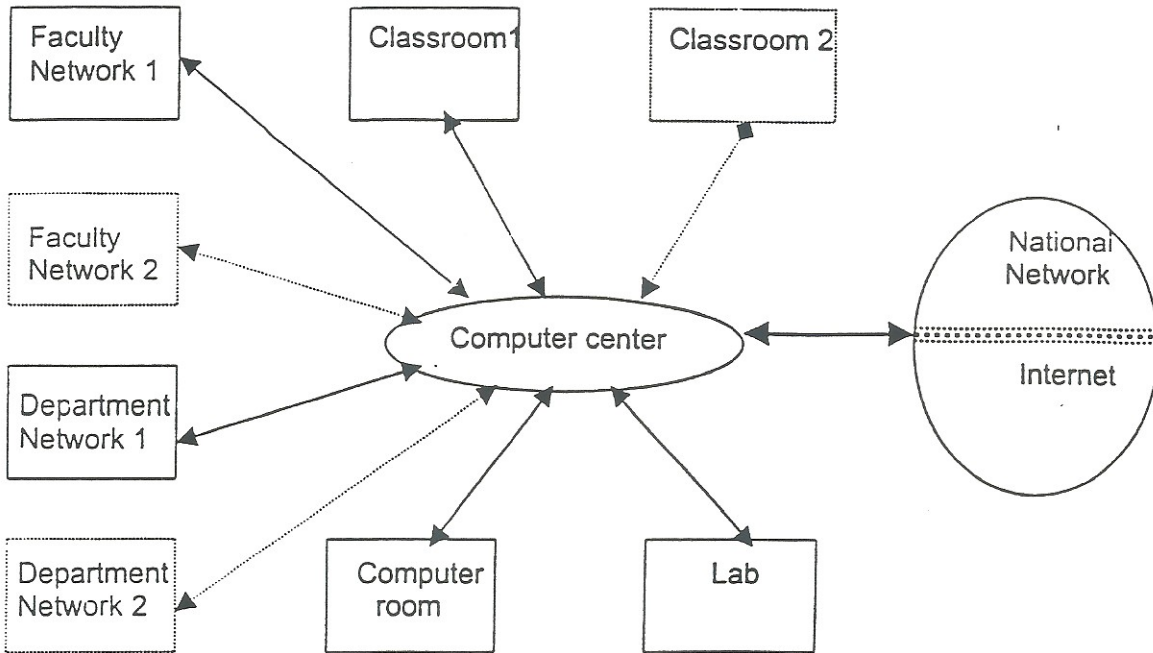 Faculty
Network 1
Classroom1
Classroom 2
Faculty
Network 2
National
Network
Computer center
Internet
Department
Network 1
Department
Network 2
Computer
room
Lab